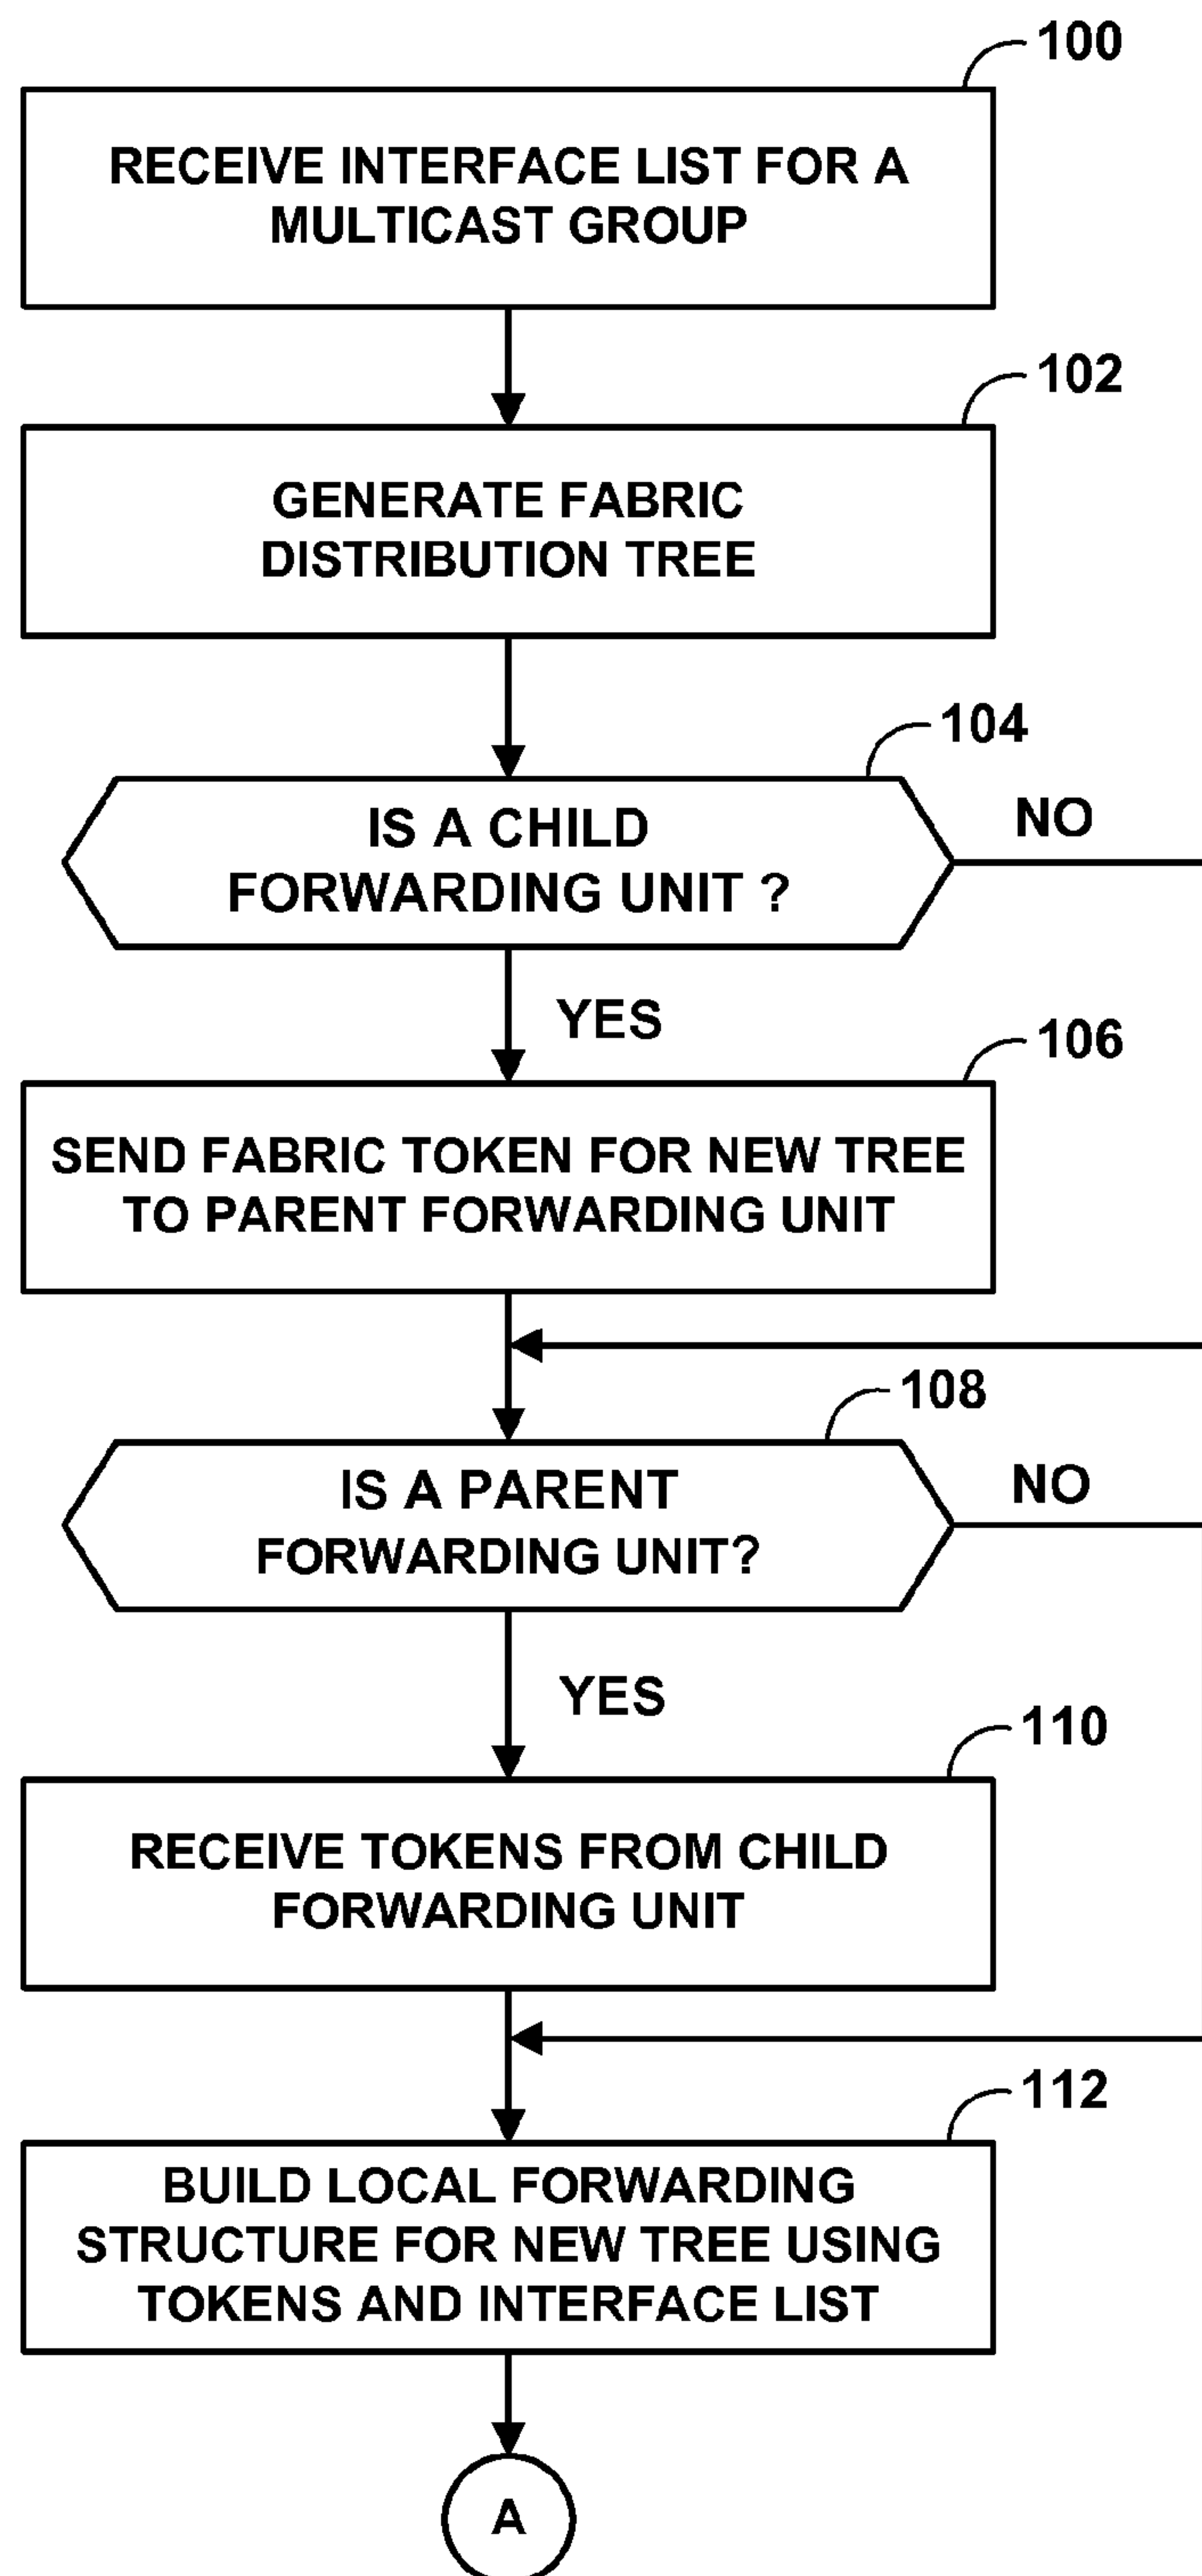 100
RECEIVE INTERFACE LIST FOR A
MULTICAST GROUP
102
GENERATE FABRIC
DISTRIBUTION TREE
104
IS A CHILD
FORWARDING UNIT ?
NO
YES
106
SEND FABRIC TOKEN FOR NEW TREE
TO PARENT FORWARDING UNIT
108
IS A PARENT
FORWARDING UNIT?
NO
YES
110
RECEIVE TOKENS FROM CHILD
FORWARDING UNIT
112
BUILD LOCAL FORWARDING
STRUCTURE FOR NEW TREE USING
TOKENS AND INTERFACE LIST
A